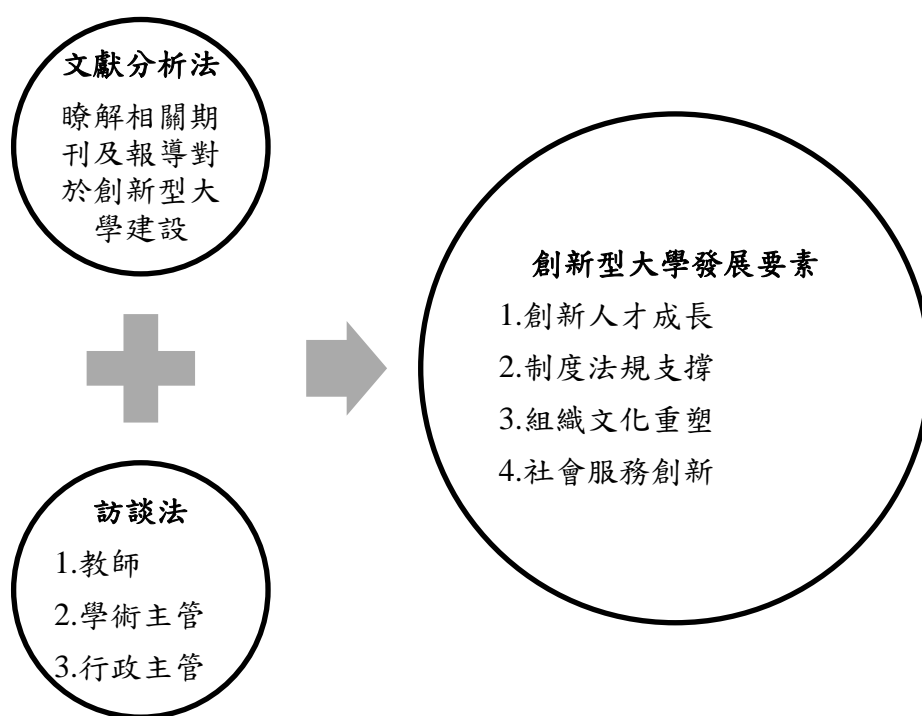 文獻分析法
瞭解相關期
刊及報導對
於創新型大
學建設
訪談法
1.教師
2.學術主管
3.行政主管
創新型大學發展要素
1.創新人才成長
2.制度法規支撐
3.組織文化重塑
4.社會服務創新